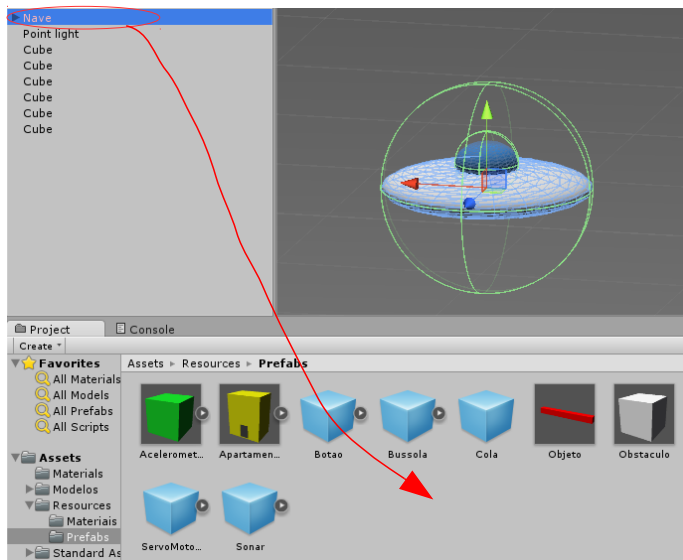 Nave
Point light
Cube
Cube
Cube
Cube
Cube
Cube
Project
Console
Create
Favorites
All Materials
All Models
All Prefabs
All Scripts
Assets
Materials
Modelos
Resources
Materiais
Prefabs
Standard As
Assets Resources Prefabs
Aceleromet...
Apartamen...
Botao
Bussola
Cola
Objeto
Obstaculo
ServoMoto...
Sonar